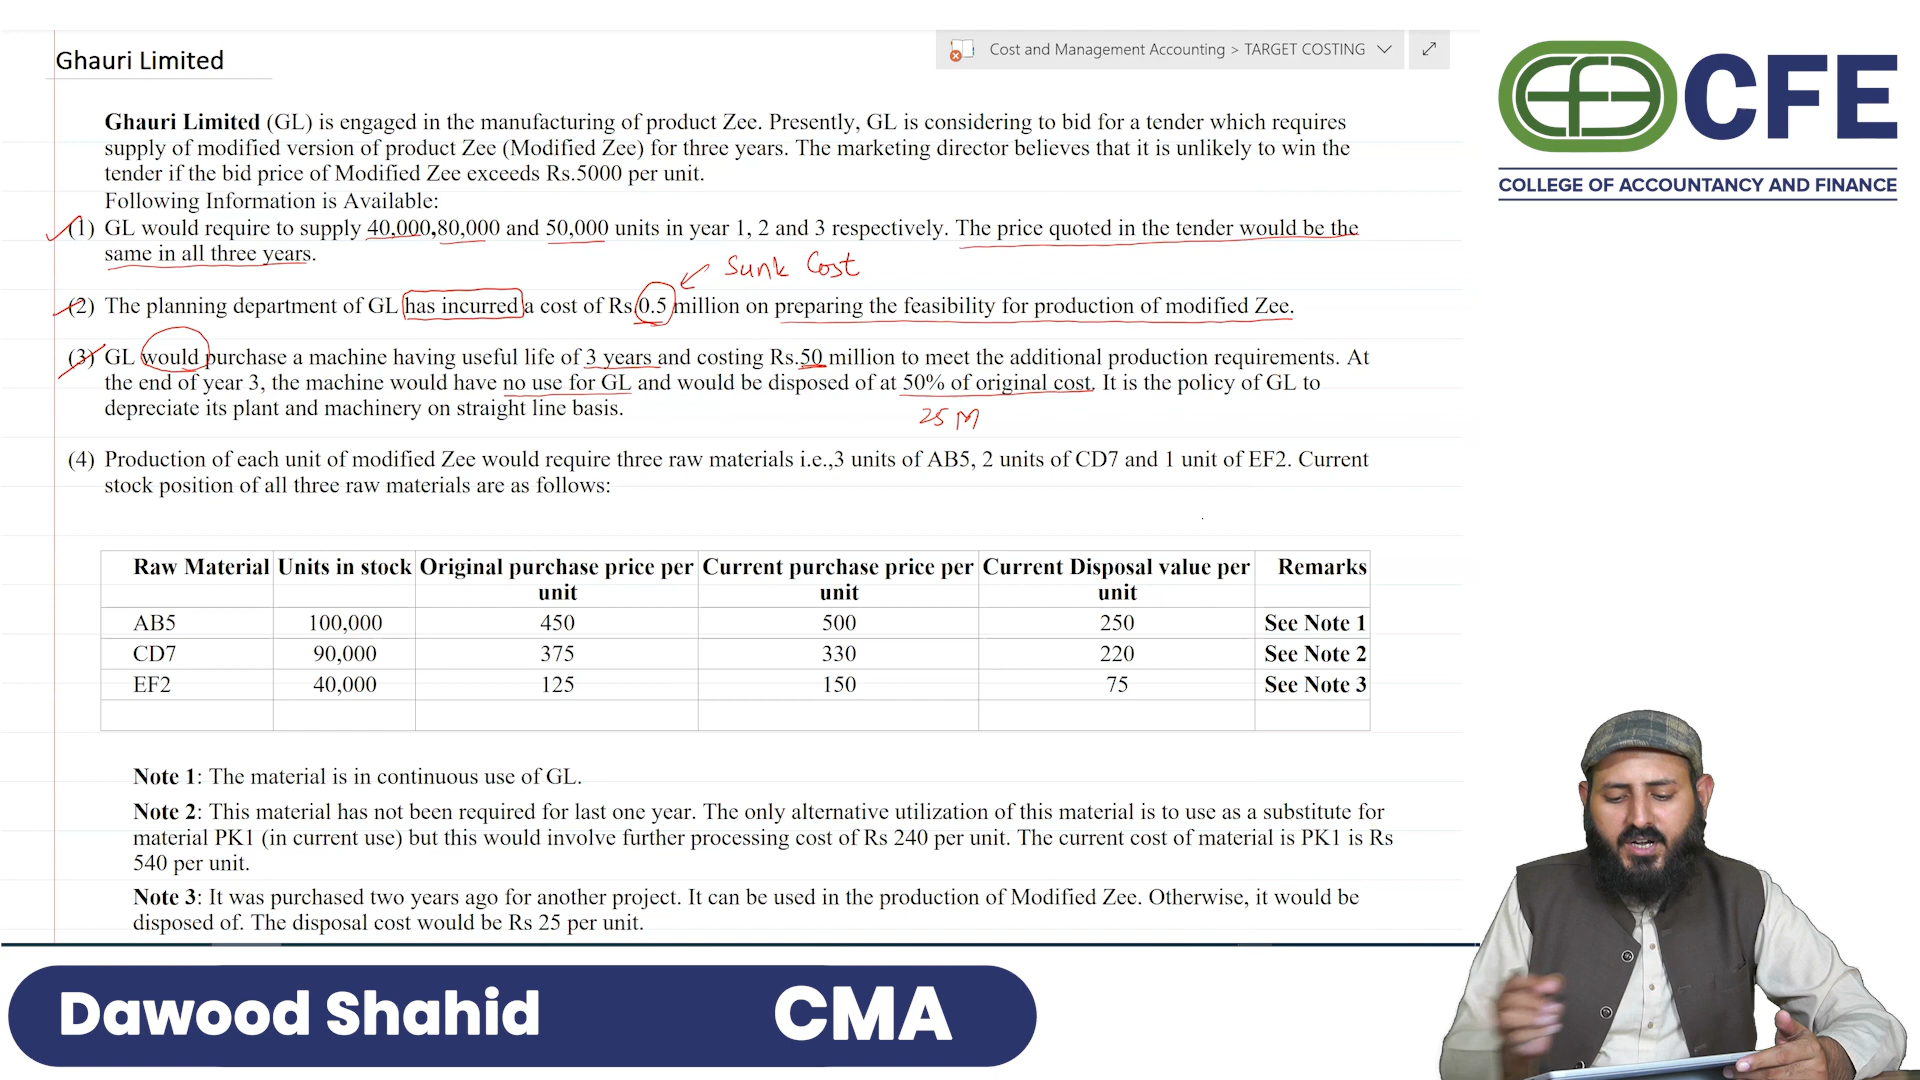 Ghauri Limited
Cost and Management Accounting > TARGET COSTING
CFE
COLLEGE OF ACCOUNTANCY AND FINANCE
Ghauri Limited (GL) is engaged in the manufacturing of product Zee. Presently, GL is considering to bid for a tender which requires
supply of modified version of product Zee (Modified Zee) for three years. The marketing director believes that it is unlikely to win the
tender if the bid price of Modified Zee exceeds Rs.5000 per unit.
Following Information is Available:
(1) GL would require to supply 40,000,80,000 and 50,000 units in year 1, 2 and 3 respectively. The price quoted in the tender would be the
same in all three years.
Sunk Cost
(2) The planning department of GL has incurred a cost of Rs.0.5 million on preparing the feasibility for production of modified Zee.
(3) GL would purchase a machine having useful life of 3 years and costing Rs.50 million to meet the additional production requirements. At
the end of year 3, the machine would have no use for GL and would be disposed of at 50% of original cost. It is the policy of GL to
depreciate its plant and machinery on straight line basis.
25 M
(4) Production of each unit of modified Zee would require three raw materials i.e.,3 units of AB5, 2 units of CD7 and 1 unit of EF2. Current
stock position of all three raw materials are as follows:
Raw Material Units in stock Original purchase price per unit Current purchase price per unit Current Disposal value per unit Remarks
AB5 100,000 450 500 250 See Note 1
CD7 90,000 375 330 220 See Note 2
EF2 40,000 125 150 75 See Note 3
Note 1: The material is in continuous use of GL.
Note 2: This material has not been required for last one year. The only alternative utilization of this material is to use as a substitute for
material PK1 (in current use) but this would involve further processing cost of Rs 240 per unit. The current cost of material is PK1 is Rs
540 per unit.
Note 3: It was purchased two years ago for another project. It can be used in the production of Modified Zee. Otherwise, it would be
disposed of. The disposal cost would be Rs 25 per unit.
Dawood Shahid CMA